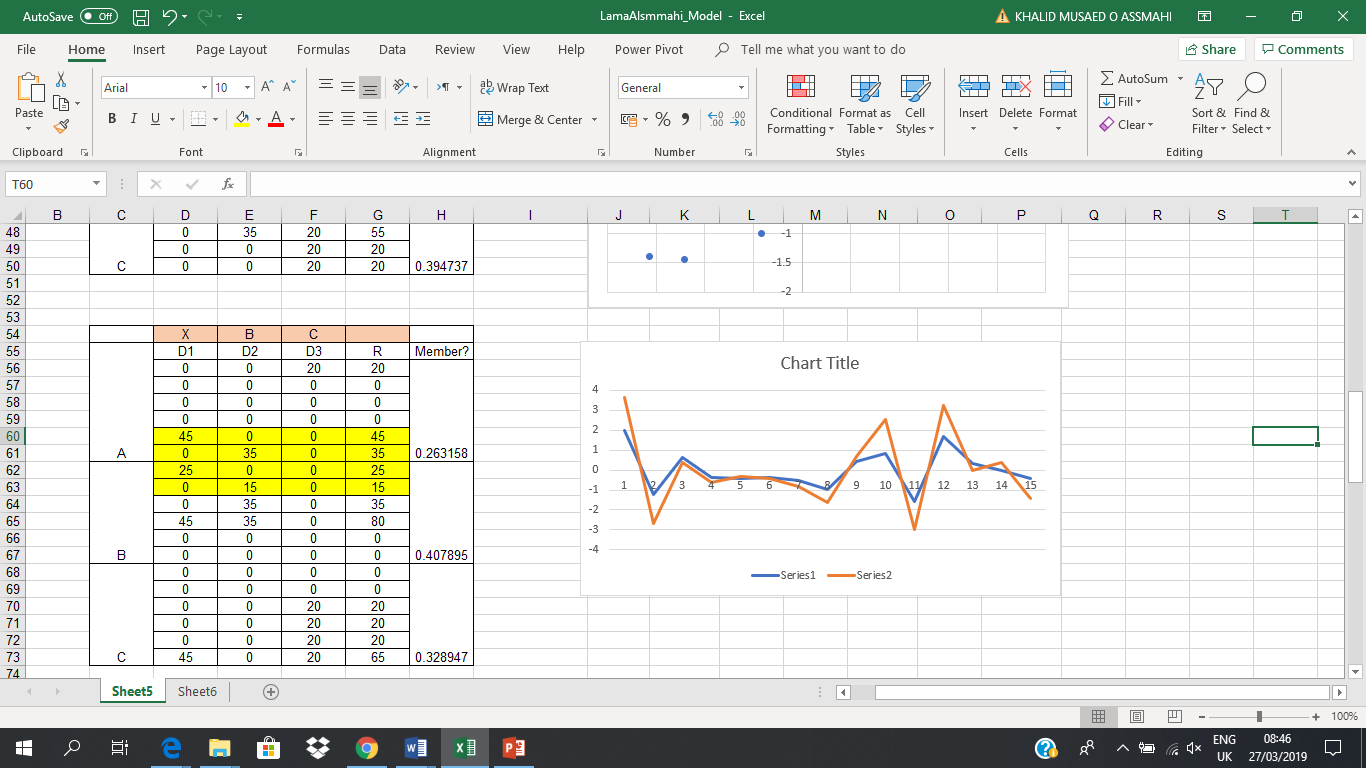 AutoSave Off LamaAlsmmahi_Model - Excel KHALID MUSAED O ASSMAHI
File Home Insert Page Layout Formulas Data Review View Help Power Pivot Tell me what you want to do Share Comments
Paste
Arial 10
B I U
Wrap Text
Merge & Center
General
Conditional Formatting
Format as Table
Cell Styles
Insert Delete Format
AutoSum
Fill
Clear
Sort & Filter
Find & Select
Clipboard Font Alignment Number Styles Cells Editing
T60 fx
B C D E F G H I J K L M N O P Q R S T
48 0 35 20 55
49 0 0 20 20
50 C 0 0 20 20 0.394737
51
52
53
54 X B C
55 D1 D2 D3 R Member?
56 0 0 20 20
57 0 0 0 0
58 0 0 0 0
59 0 0 0 0
60 45 0 0 45
61 A 0 35 0 35 0.263158
62 25 0 0 25
63 0 15 0 15
64 0 35 0 35
65 45 35 0 80
66 0 0 0 0
67 B 0 0 0 0 0.407895
68 0 0 0 0
69 0 0 0 0
70 0 0 20 20
71 0 0 20 20
72 0 0 20 20
73 C 45 0 20 65 0.328947
74
-1
-1.5
-2
Chart Title
4
3
2
1
0
-1
-2
-3
-4
1 2 3 4 5 6 7 8 9 10 11 12 13 14 15
Series1 Series2
Sheet5 Sheet6
100%
ENG 08:46
UK 27/03/2019